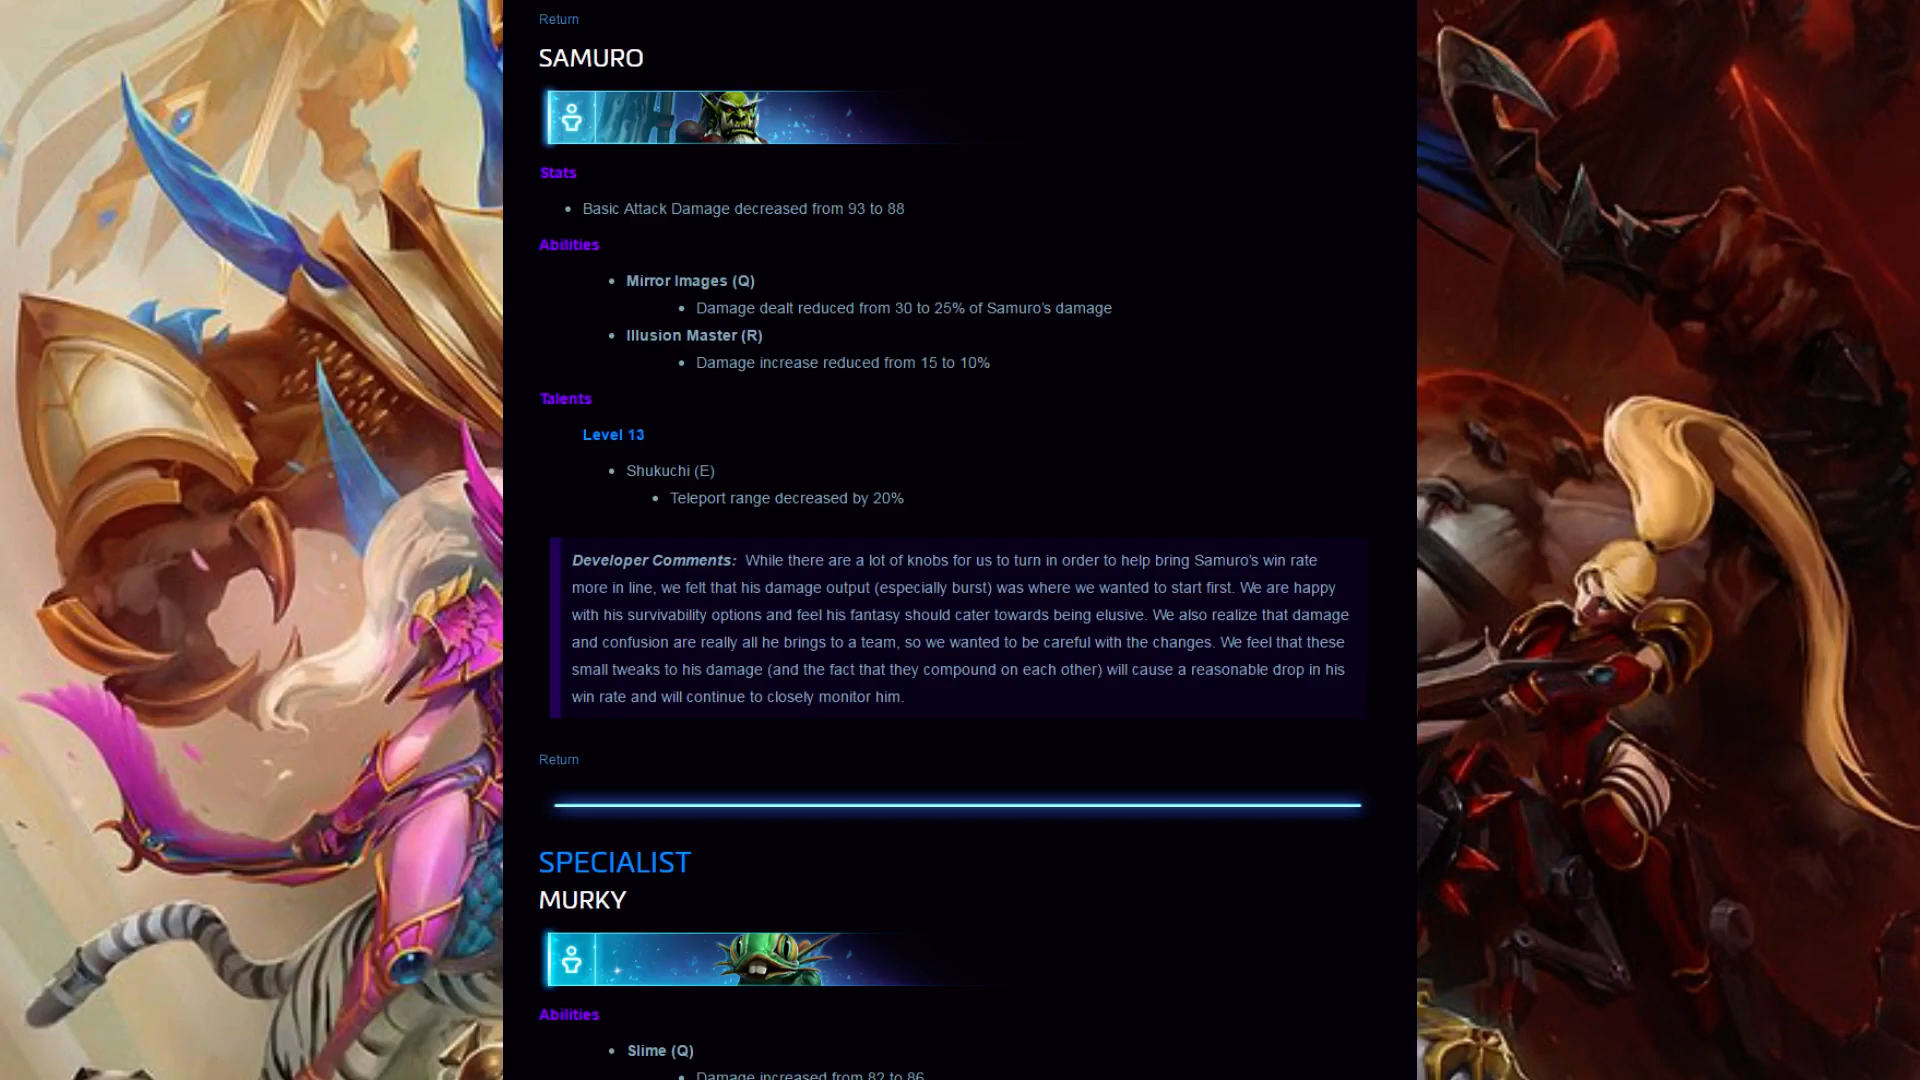 Return
SAMURO
Stats
Basic Attack Damage decreased from 93 to 88
Abilities
Mirror Images (Q)
Damage dealt reduced from 30 to 25% of Samuro’s damage
Illusion Master (R)
Damage increase reduced from 15 to 10%
Talents
Level 13
Shukuchi (E)
Teleport range decreased by 20%
Developer Comments: While there are a lot of knobs for us to turn in order to help bring Samuro’s win rate
more in line, we felt that his damage output (especially burst) was where we wanted to start first. We are happy
with his survivability options and feel his fantasy should cater towards being elusive. We also realize that damage
and confusion are really all he brings to a team, so we wanted to be careful with the changes. We feel that these
small tweaks to his damage (and the fact that they compound on each other) will cause a reasonable drop in his
win rate and will continue to closely monitor him.
Return
SPECIALIST
MURKY
Abilities
Slime (Q)
Damage increased from 82 to 86